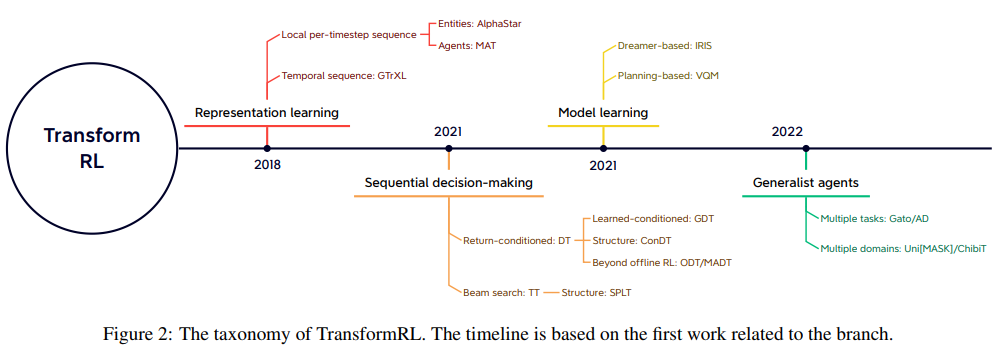 Transform
RL
Local per-timestep sequence
Entities: AlphaStar
Agents: MAT
Temporal sequence: GTrXL
Representation learning
2018
2021
Sequential decision-making
Return-conditioned: DT
Learned-conditioned: GDT
Structure: ConDT
Beyond offline RL: ODT/MADT
Beam search: TT
Structure: SPLT
Dreamer-based: IRIS
Planning-based: VQM
Model learning
2021
2022
Generalist agents
Multiple tasks: Gato/AD
Multiple domains: Uni[MASK]/ChibiT
Figure 2: The taxonomy of TransformRL. The timeline is based on the first work related to the branch.